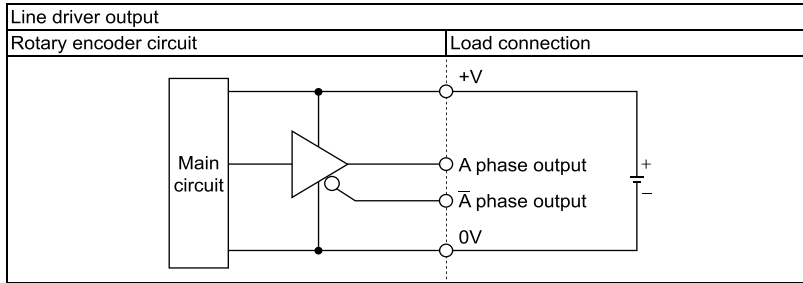 Line driver output
Rotary encoder circuit
Load connection
+V
Main
circuit
A phase output
A̅ phase output
0V
+
−